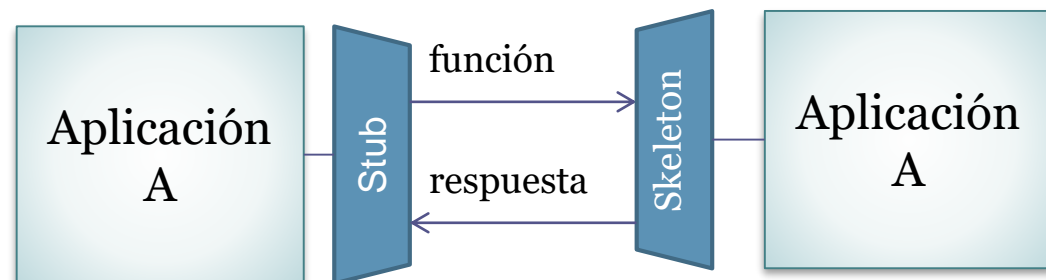 Aplicación
A
Stub
función
respuesta
Skeleton
Aplicación
A